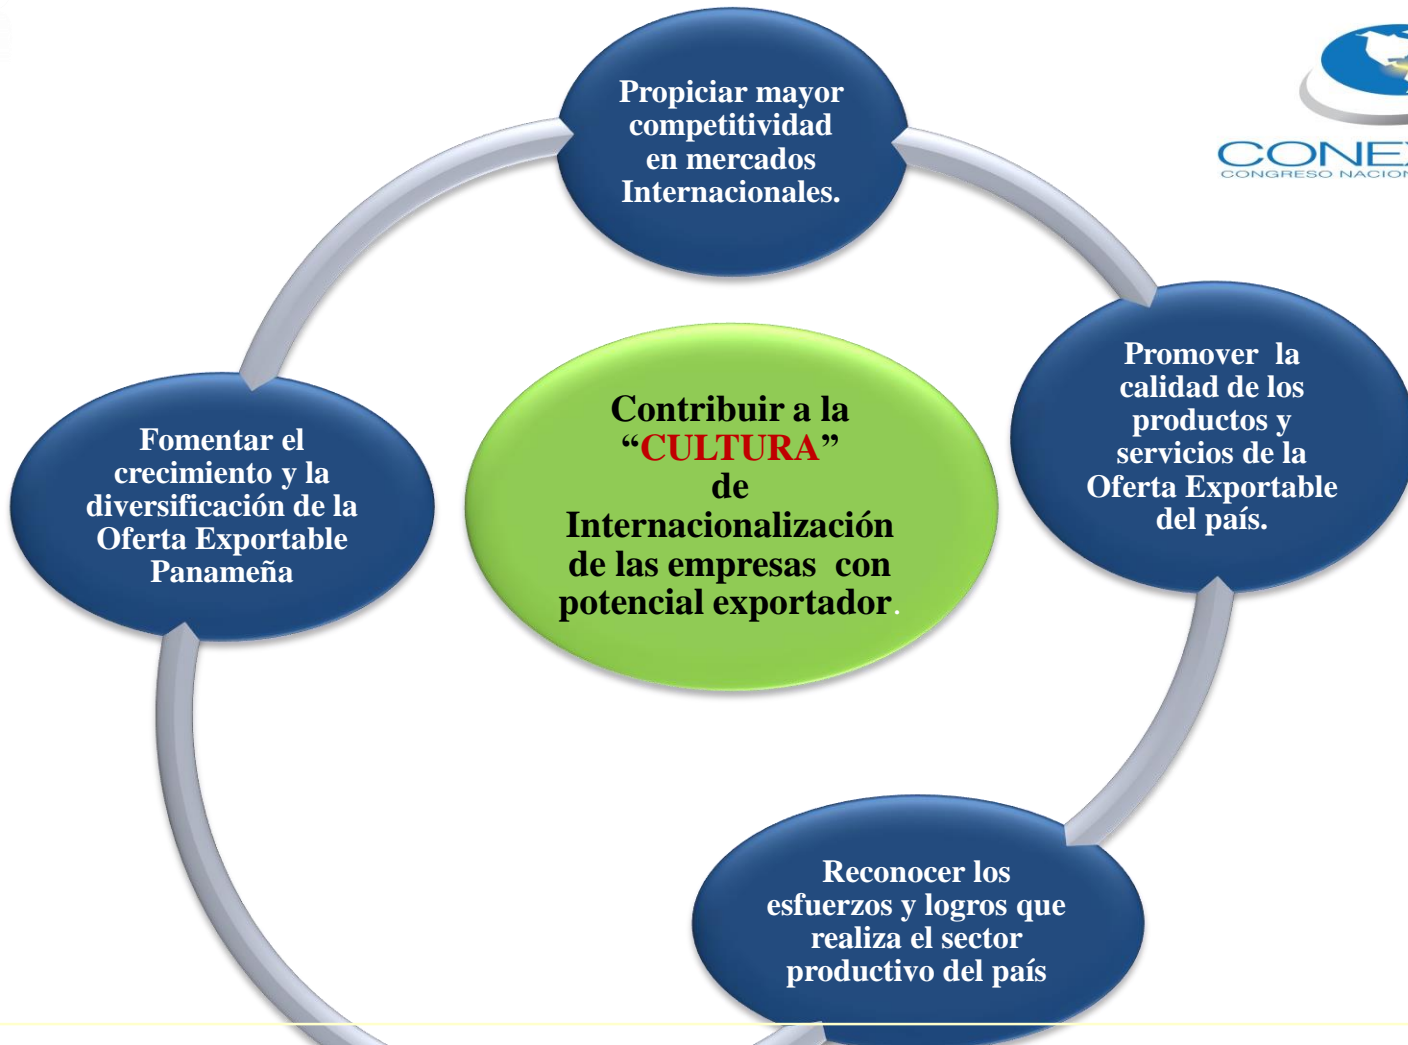 Propiciar mayor
competitividad
en mercados
Internacionales.
Promover la
calidad de los
productos y
servicios de la
Oferta Exportable
del país.
Fomentar el
crecimiento y la
diversificación de la
Oferta Exportable
Panameña
Contribuir a la
“CULTURA”
de
Internacionalización
de las empresas con
potencial exportador.
Reconocer los
esfuerzos y logros que
realiza el sector
productivo del país
CONGRESO